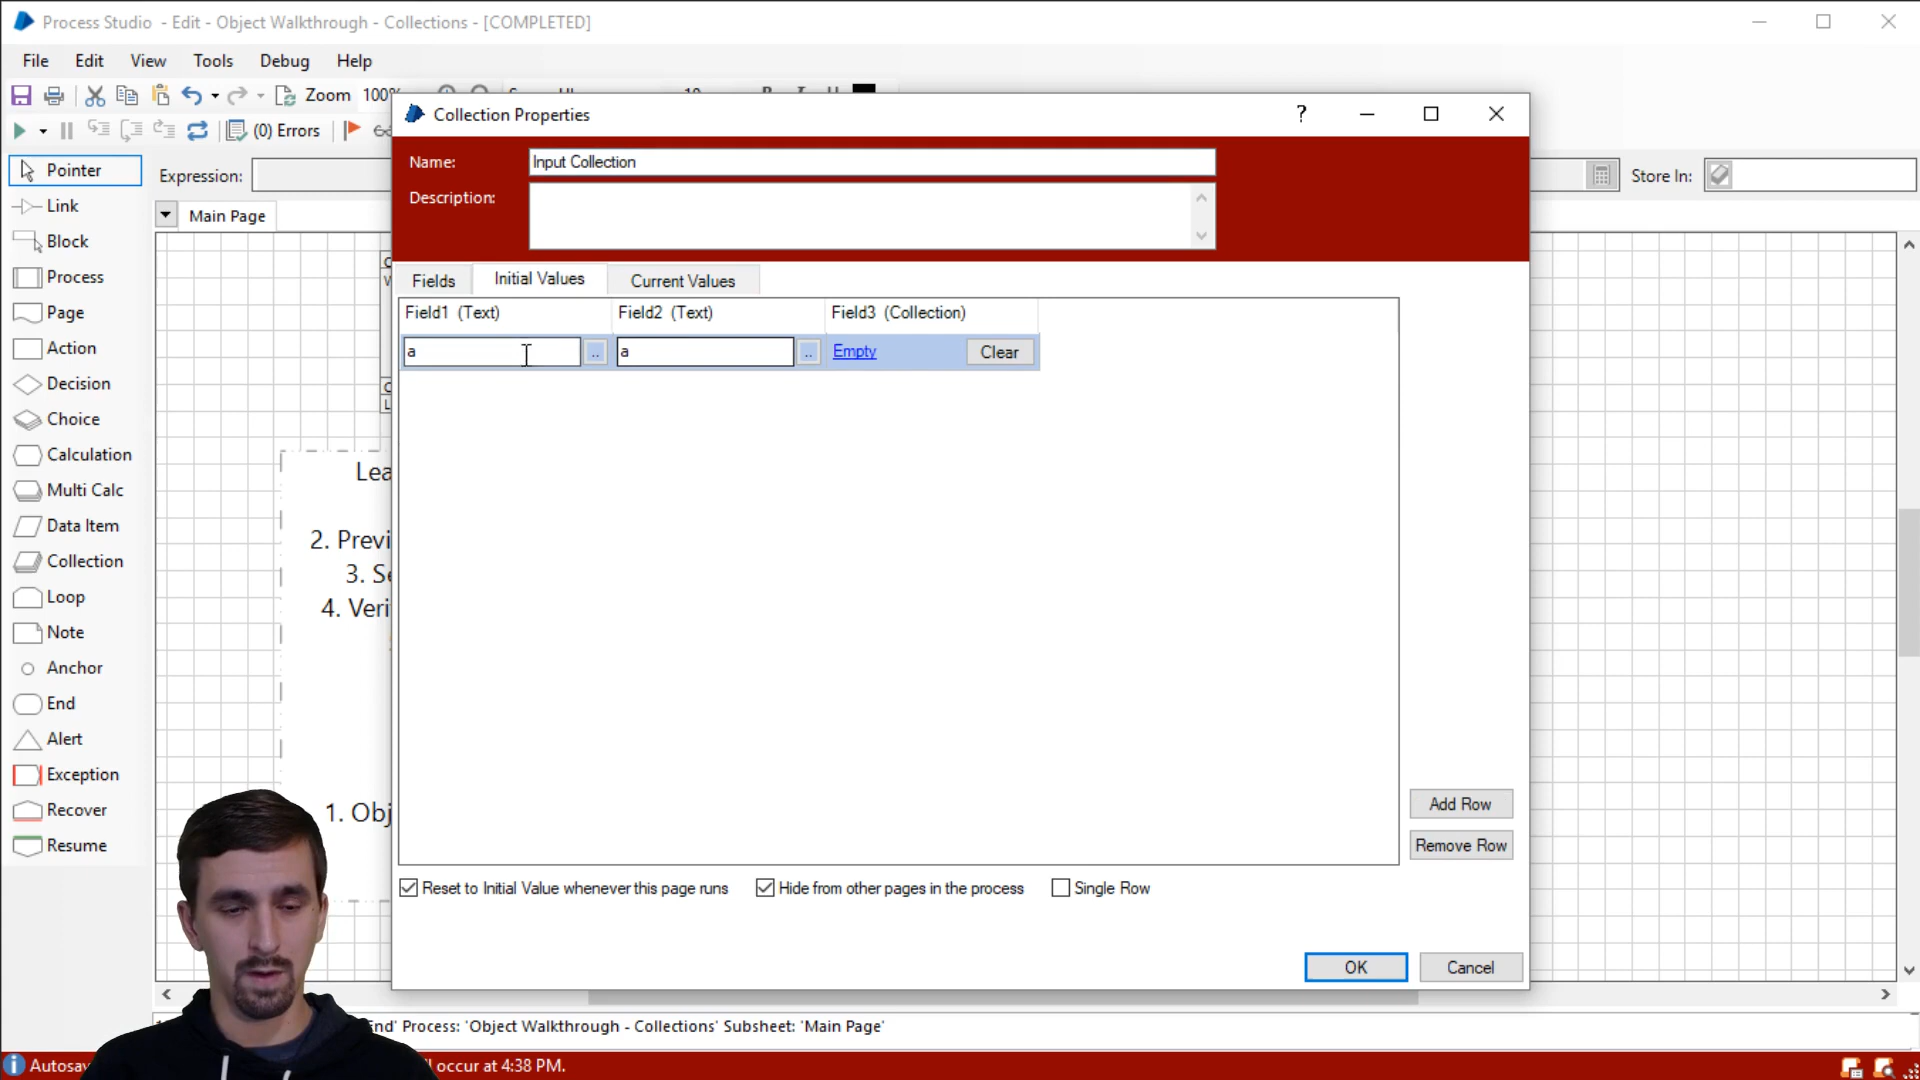 Process Studio - Edit - Object Walkthrough - Collections - [COMPLETED]
File Edit View Tools Debug Help
Zoom 100%
(0) Errors
Collection Properties
?
Name: Input Collection
Description:
Expression:
Store In:
Main Page
Fields Initial Values Current Values
Field1 (Text) Field2 (Text) Field3 (Collection)
a .. a .. Empty Clear
Pointer
Link
Block
Process
Page
Action
Decision
Choice
Calculation
Multi Calc
Data Item
Collection
Loop
Note
Anchor
End
Alert
Exception
Recover
Resume
Lea
2. Previ
3. Se
4. Veri
1. Obj
Add Row
Remove Row
Reset to Initial Value whenever this page runs Hide from other pages in the process Single Row
OK Cancel
End' Process: 'Object Walkthrough - Collections' Subsheet: 'Main Page'
Autosav occur at 4:38 PM.